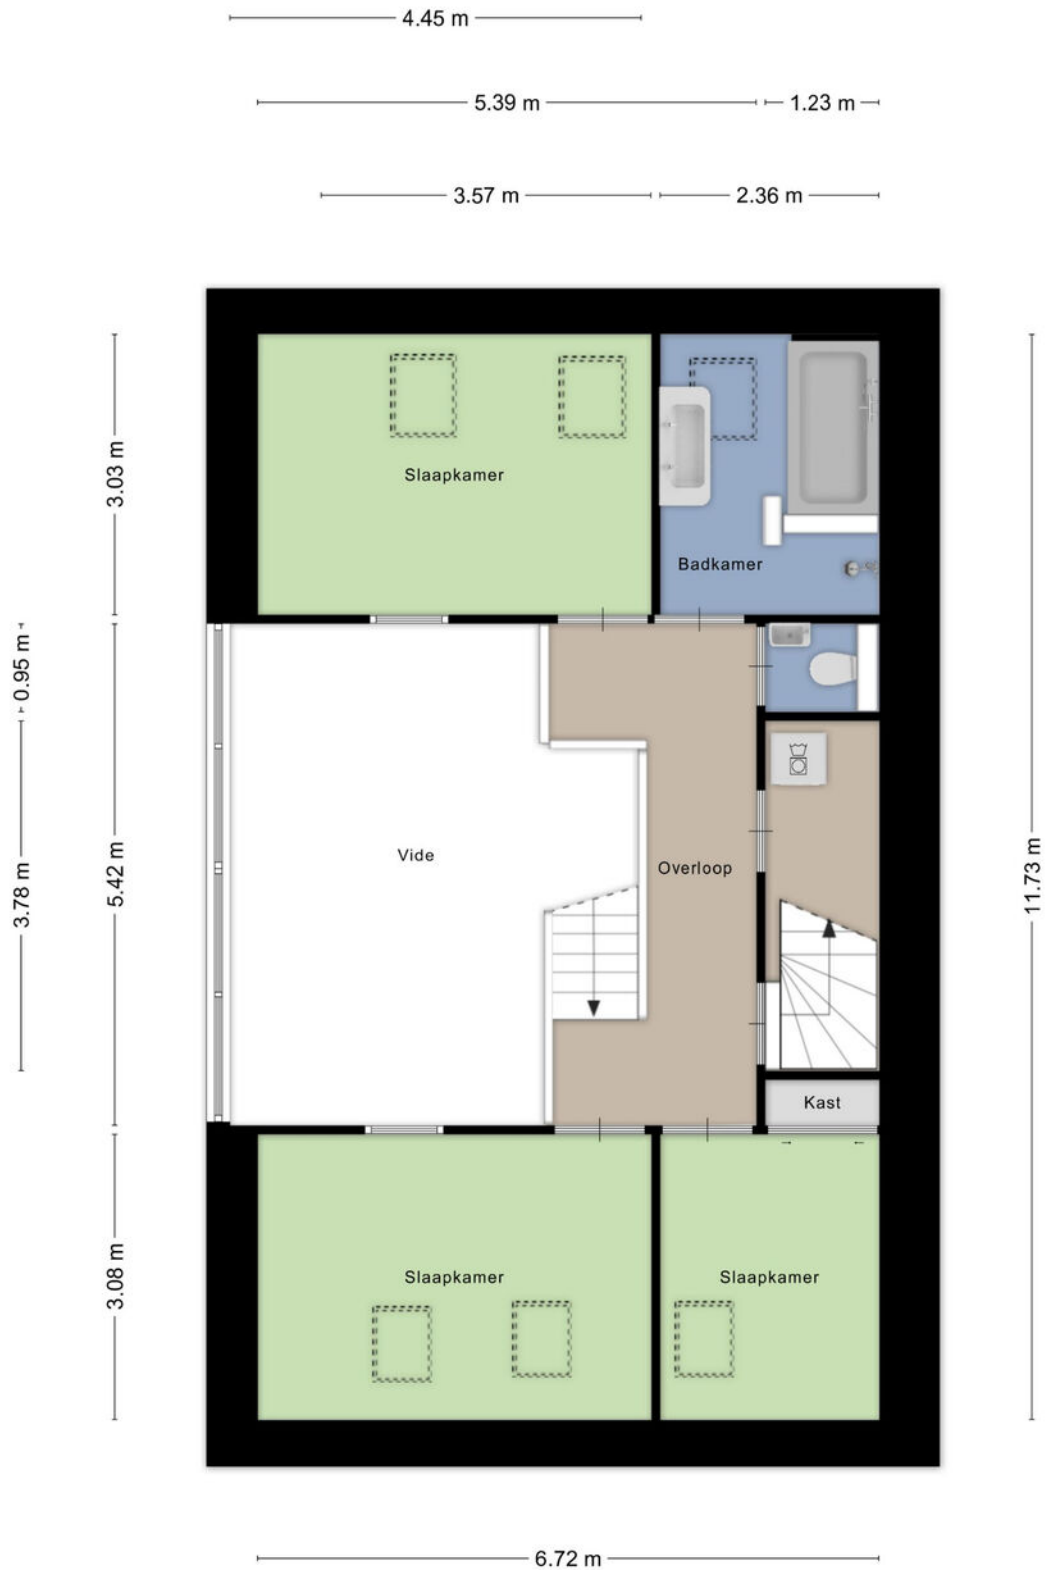 4.45 m
5.39 m
1.23 m
3.57 m
2.36 m
3.03 m
Slaapkamer
Badkamer
0.95 m
3.78 m
5.42 m
Vide
Overloop
11.73 m
Kast
3.08 m
Slaapkamer
Slaapkamer
6.72 m